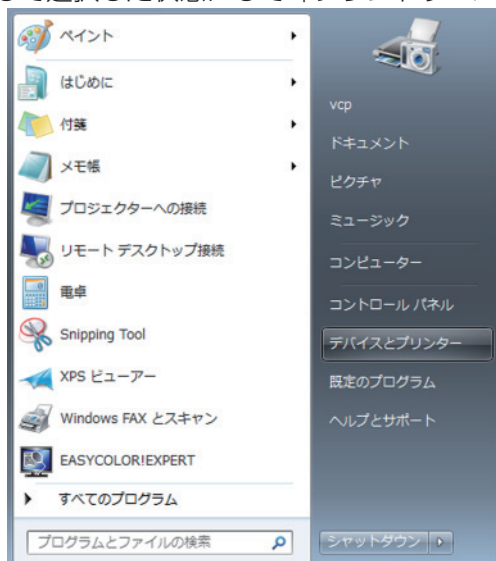 ペイント
はじめに
付箋
メモ帳
プロジェクターへの接続
リモート デスクトップ接続
電卓
Snipping Tool
XPS ビューアー
Windows FAX とスキャン
EASYCOLOR!EXPERT
すべてのプログラム
プログラムとファイルの検索
vcp
ドキュメント
ピクチャ
ミュージック
コンピューター
コントロール パネル
デバイスとプリンター
既定のプログラム
ヘルプとサポート
シャットダウン